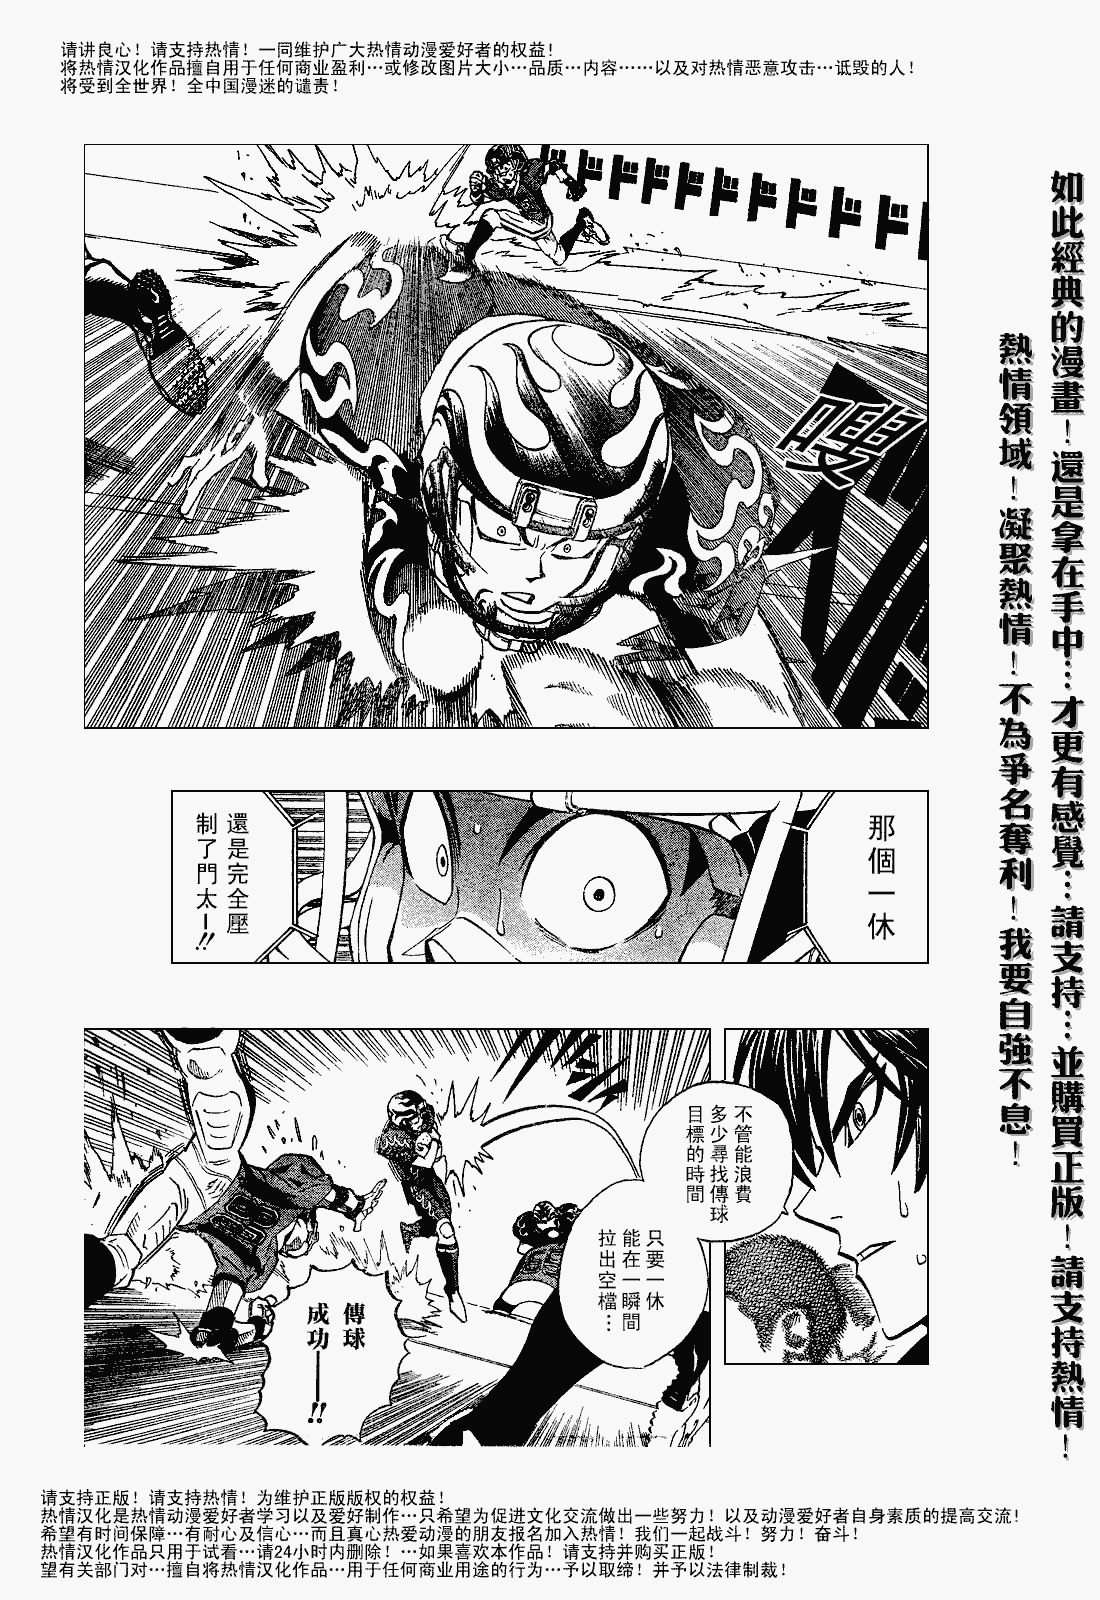 请讲良心！请支持热情！一同维护广大热情动漫爱好者的权益！
将热情汉化作品擅自用于任何商业盈利…或修改图片大小…品质…内容……以及对热情恶意攻击…诋毁的人！
将受到全世界！全中国漫迷的谴责！
如此經典的漫畫！還是拿在手中…才更有感覺…請支持…並購買正版！請支持熱情！
熱情領域！凝聚熱情！不為爭名奪利！我要自強不息！
ドドドドドドドド
嗖
那個一休
還是完全壓
制了門太—!!
不管能浪費
多少尋找傳球
目標的時間
只要一休
能在一瞬間
拉出空檔…
傳球
成功——!!
请支持正版！请支持热情！为维护正版版权的权益！
热情汉化是热情动漫爱好者学习以及爱好制作…只希望为促进文化交流做出一些努力！以及动漫爱好者自身素质的提高交流！
希望有时间保障…有耐心及信心…而且真心热爱动漫的朋友报名加入热情！我们一起战斗！努力！奋斗！
热情汉化作品只用于试看…请24小时内删除！…如果喜欢本作品！请支持并购买正版！
望有关部门对…擅自将热情汉化作品…用于任何商业用途的行为…予以取缔！并予以法律制裁！